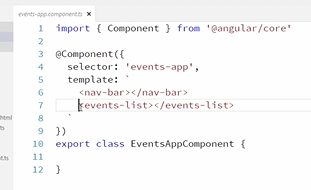 events-app.component.ts ×
1 import { Component } from '@angular/core'
2
3 @Component({
4 selector: 'events-app',
5 template: `
6 <nav-bar></nav-bar>
7 <events-list></events-list>
8 `
9 })
10 export class EventsAppComponent {
11
12 }
html
t.ts